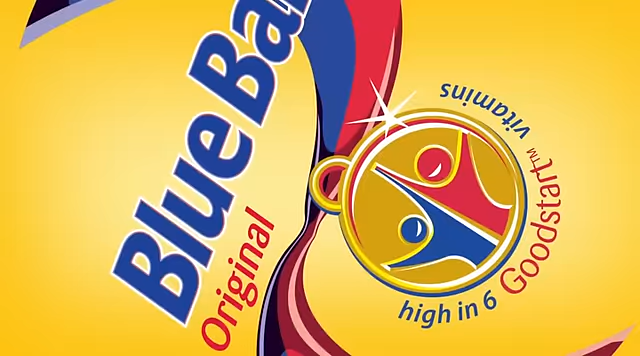 Blue Ba
Original
high in 6
Goodstart™
vitamins